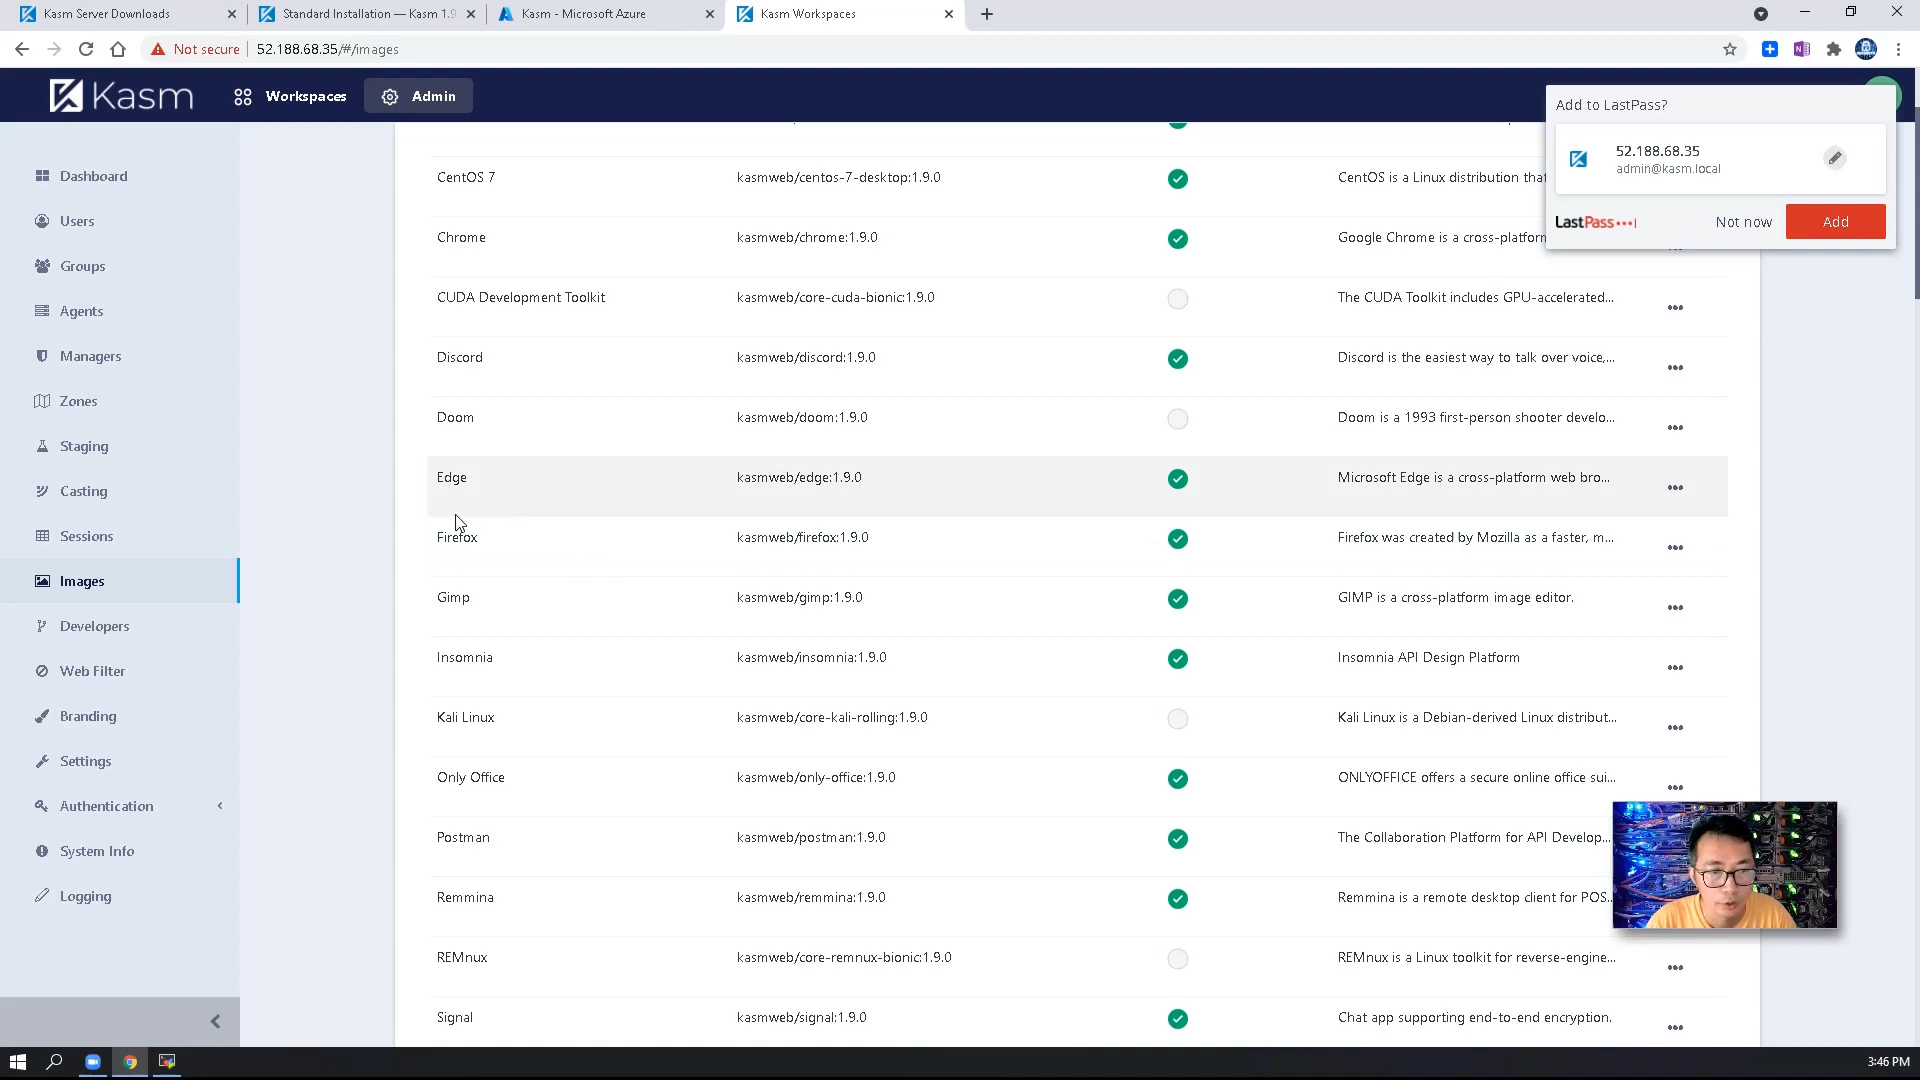 Kasm Server Downloads
Standard Installation — Kasm 1.9
Kasm - Microsoft Azure
Kasm Workspaces
Not secure
52.188.68.35/#/images
Kasm
Workspaces
Admin
Add to LastPass?
52.188.68.35
admin@kasm.local
LastPass
Not now
Add
Dashboard
Users
Groups
Agents
Managers
Zones
Staging
Casting
Sessions
Images
Developers
Web Filter
Branding
Settings
Authentication
System Info
Logging
CentOS 7 kasmweb/centos-7-desktop:1.9.0 CentOS is a Linux distribution that
Chrome kasmweb/chrome:1.9.0 Google Chrome is a cross-platform
CUDA Development Toolkit kasmweb/core-cuda-bionic:1.9.0 The CUDA Toolkit includes GPU-accelerated...
Discord kasmweb/discord:1.9.0 Discord is the easiest way to talk over voice,...
Doom kasmweb/doom:1.9.0 Doom is a 1993 first-person shooter develo...
Edge kasmweb/edge:1.9.0 Microsoft Edge is a cross-platform web bro...
Firefox kasmweb/firefox:1.9.0 Firefox was created by Mozilla as a faster, m...
Gimp kasmweb/gimp:1.9.0 GIMP is a cross-platform image editor.
Insomnia kasmweb/insomnia:1.9.0 Insomnia API Design Platform
Kali Linux kasmweb/core-kali-rolling:1.9.0 Kali Linux is a Debian-derived Linux distribut...
Only Office kasmweb/only-office:1.9.0 ONLYOFFICE offers a secure online office sui...
Postman kasmweb/postman:1.9.0 The Collaboration Platform for API Develop...
Remmina kasmweb/remmina:1.9.0 Remmina is a remote desktop client for POS...
REMnux kasmweb/core-remnux-bionic:1.9.0 REMnux is a Linux toolkit for reverse-engine...
Signal kasmweb/signal:1.9.0 Chat app supporting end-to-end encryption.
3:46 PM